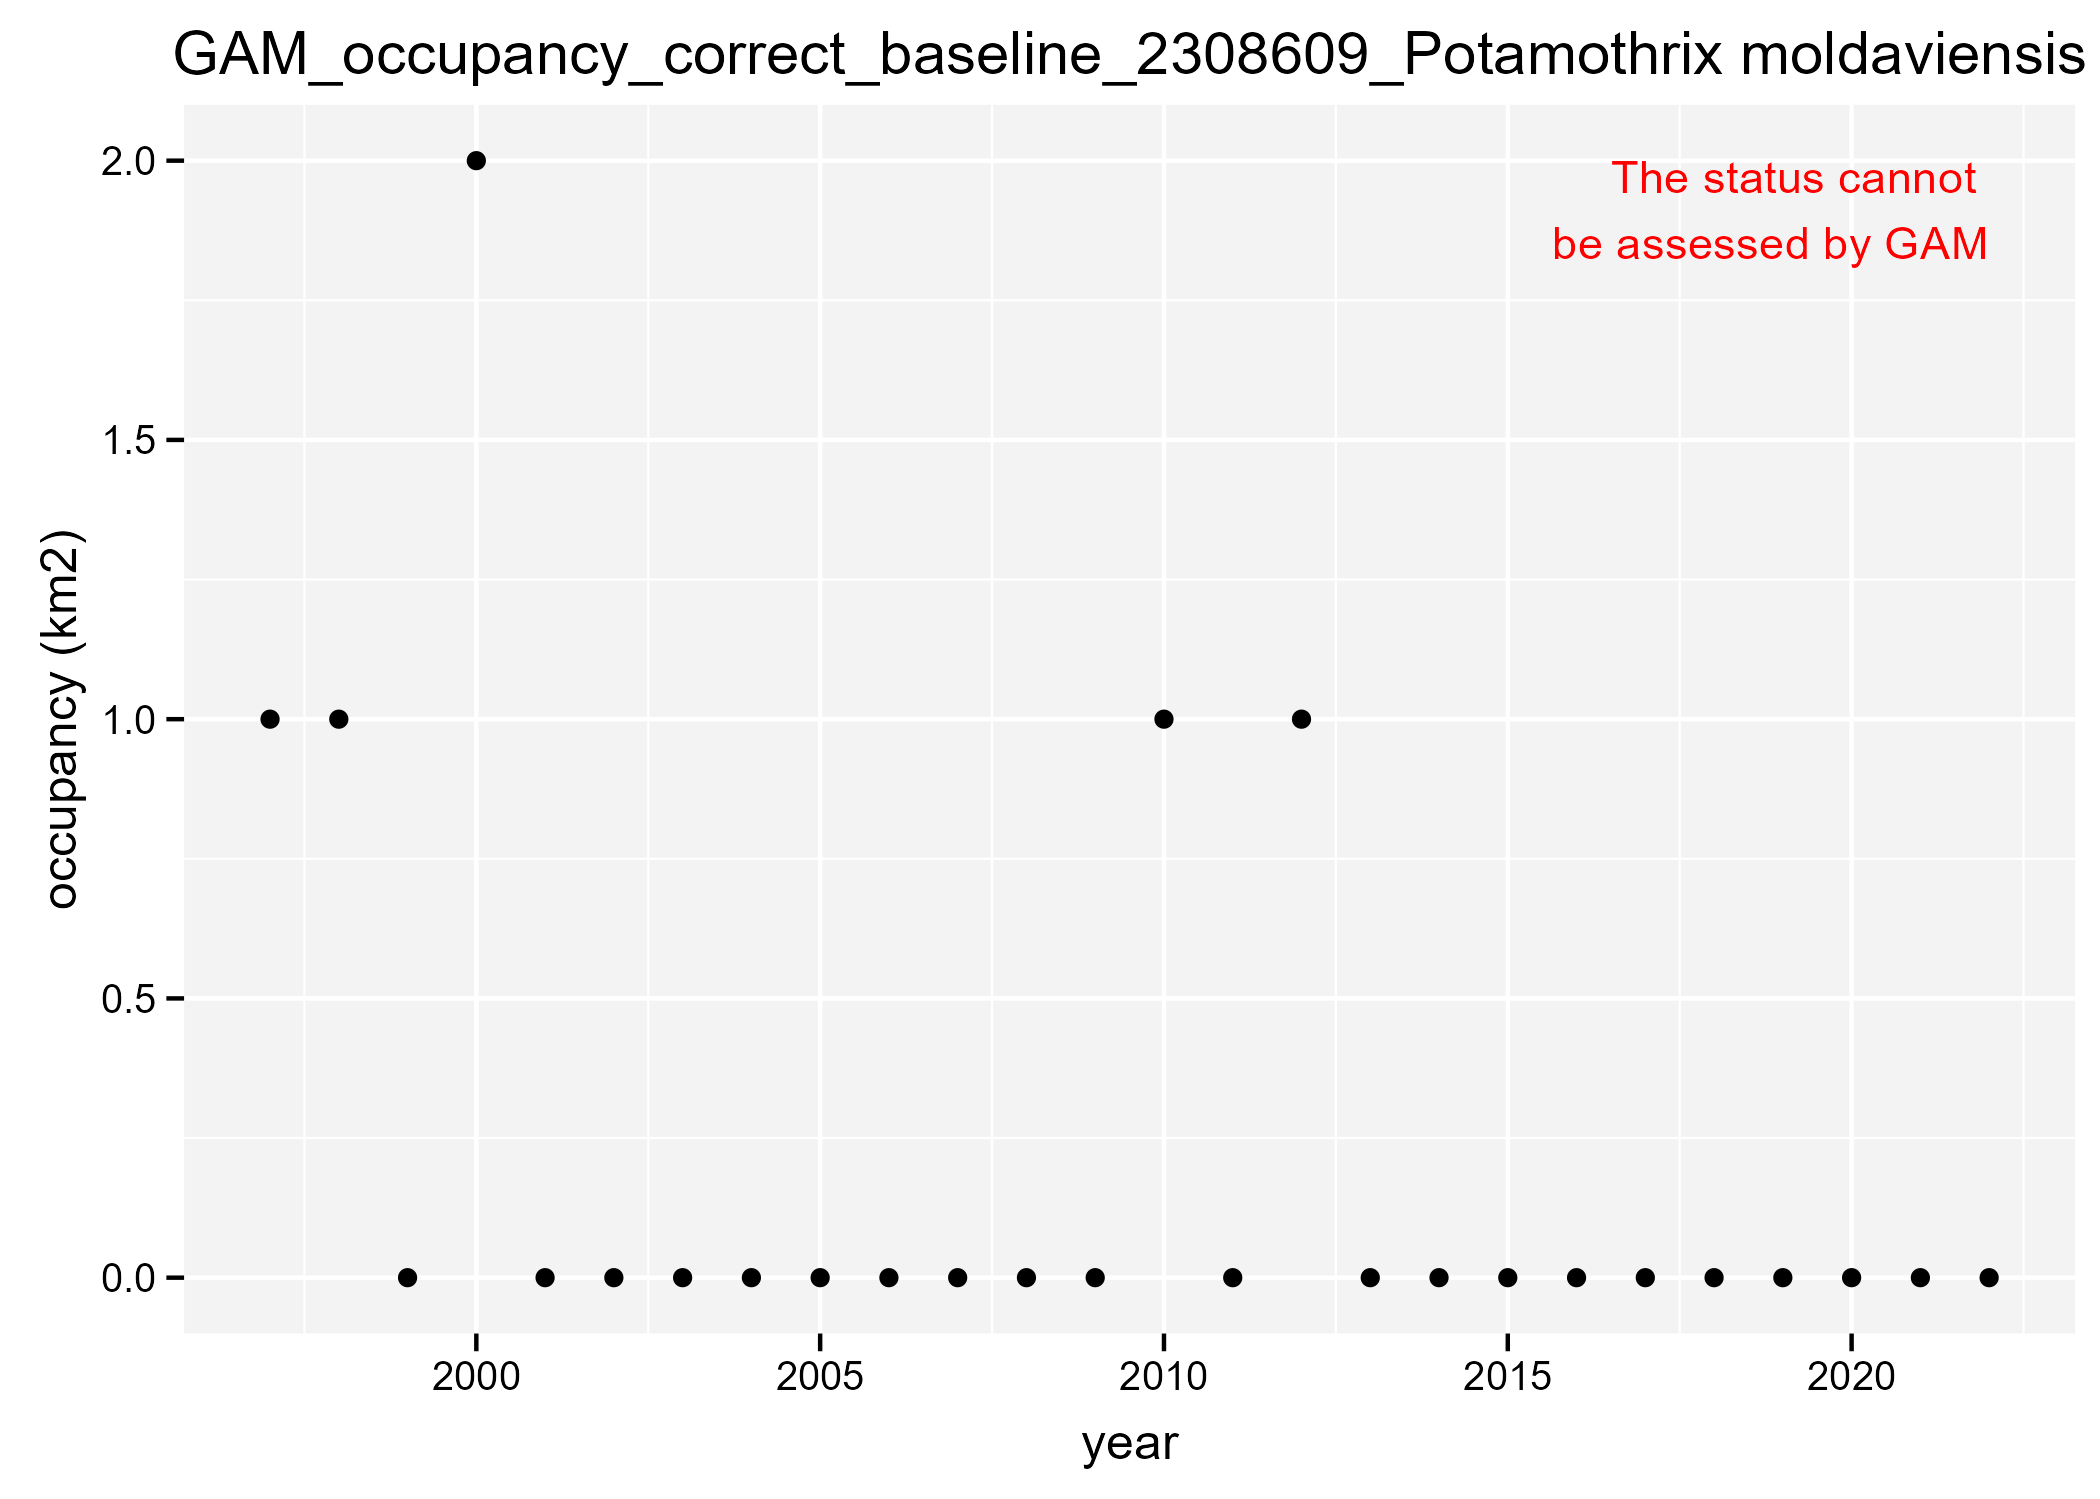 GAM_occupancy_correct_baseline_2308609_Potamothrix moldaviensis
The status cannot
be assessed by GAM
2.0
1.5
1.0
0.5
0.0
occupancy (km2)
2000 2005 2010 2015 2020
year